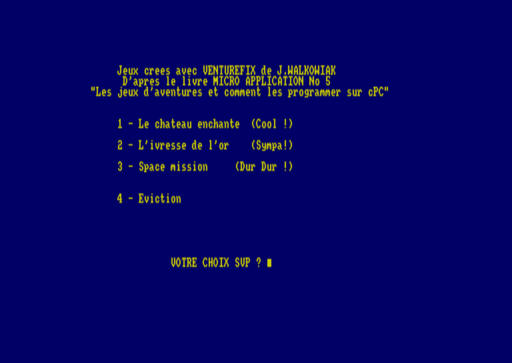 Jeux crees avec VENTUREFIX de J.WALKOWIAK
D'apres le livre MICRO APPLICATION No 5
"Les jeux d'aventures et comment les programmer sur cPC"
1 - Le chateau enchante (Cool !)
2 - L'ivresse de l'or (Sympa!)
3 - Space mission (Dur Dur !)
4 - Eviction
VOTRE CHOIX SVP ?